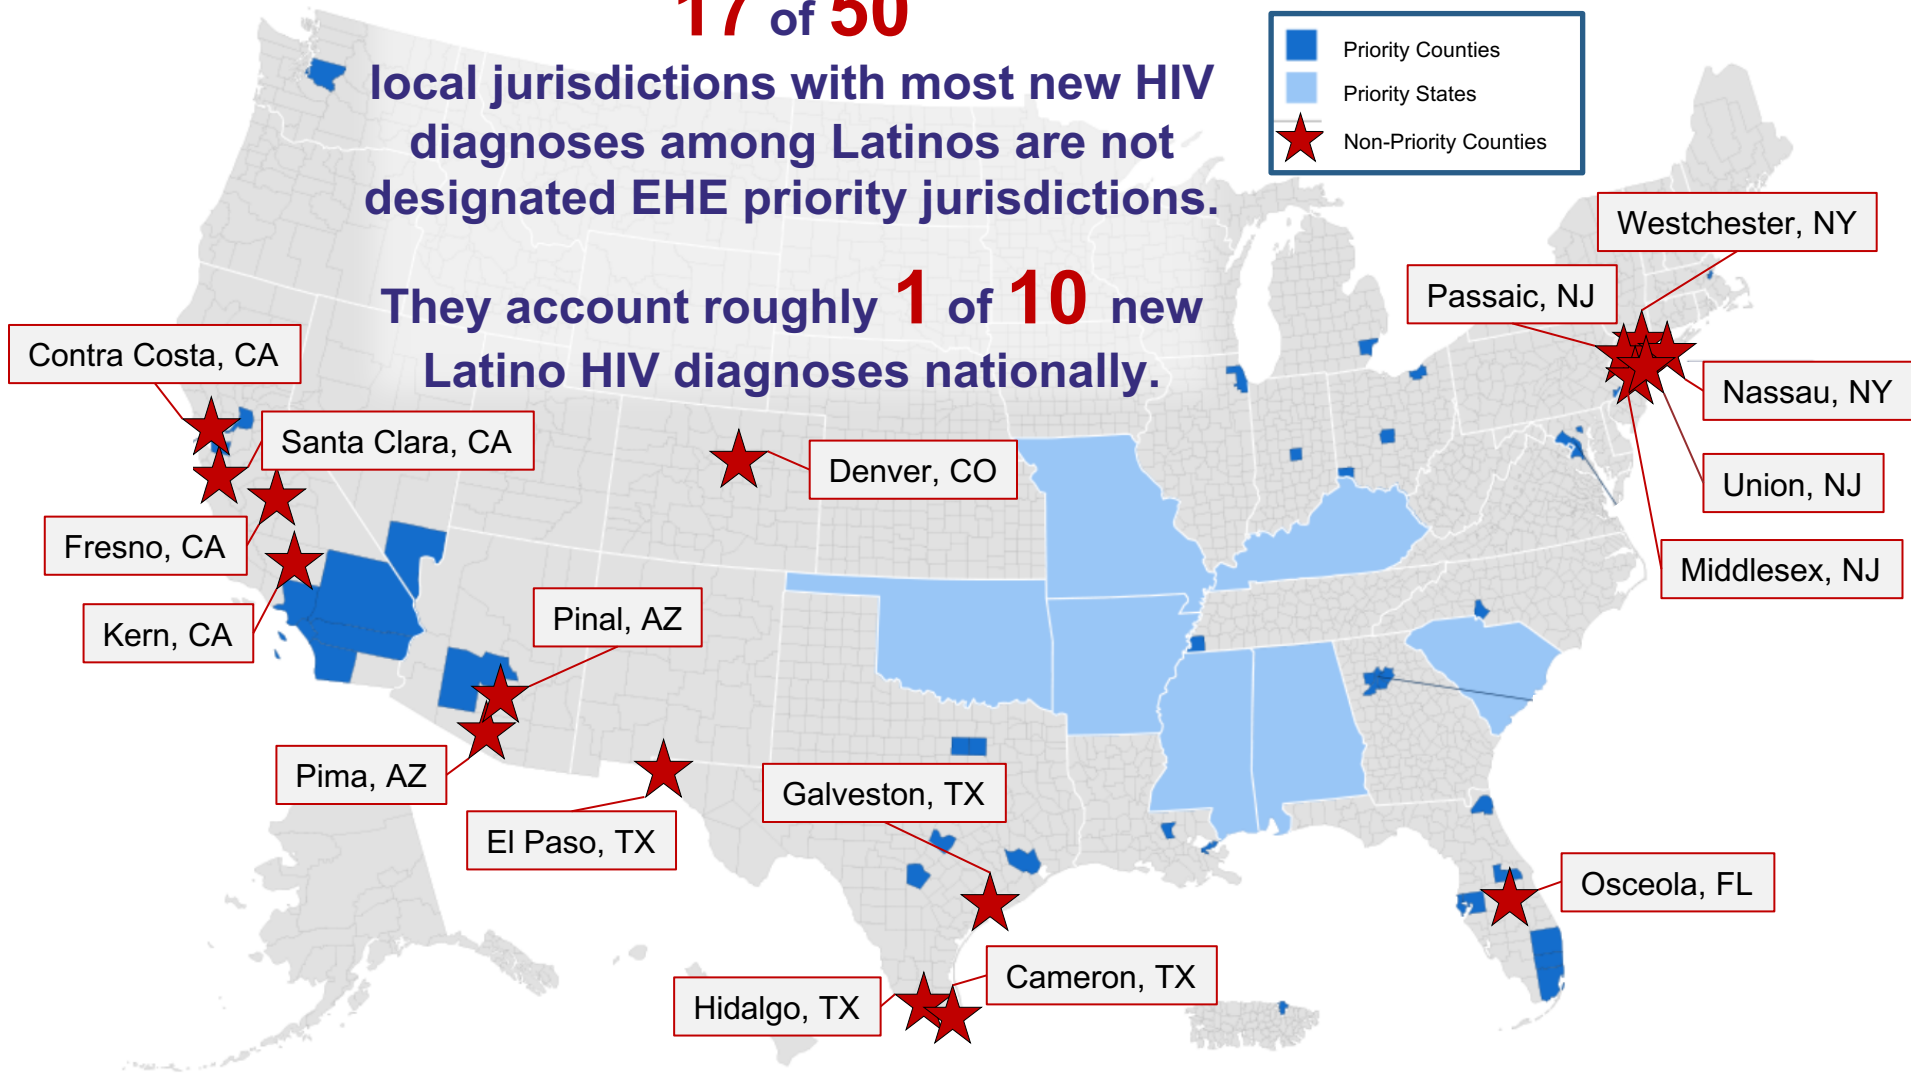 17 of 50
local jurisdictions with most new HIV
diagnoses among Latinos are not
designated EHE priority jurisdictions.
They account roughly 1 of 10 new
Latino HIV diagnoses nationally.
Priority Counties
Priority States
Non-Priority Counties
Westchester, NY
Passaic, NJ
Contra Costa, CA
Nassau, NY
Santa Clara, CA
Denver, CO
Union, NJ
Fresno, CA
Middlesex, NJ
Kern, CA
Pinal, AZ
Pima, AZ
Galveston, TX
El Paso, TX
Osceola, FL
Cameron, TX
Hidalgo, TX